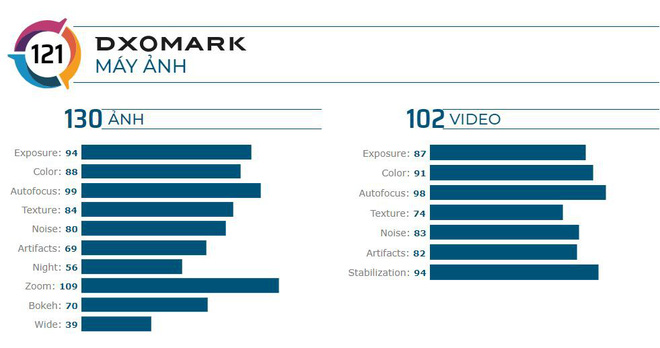 121
DXOMARK
MÁY ẢNH
130 ẢNH
Exposure: 94
Color: 88
Autofocus: 99
Texture: 84
Noise: 80
Artifacts: 69
Night: 56
Zoom: 109
Bokeh: 70
Wide: 39
102 VIDEO
Exposure: 87
Color: 91
Autofocus: 98
Texture: 74
Noise: 83
Artifacts: 82
Stabilization: 94